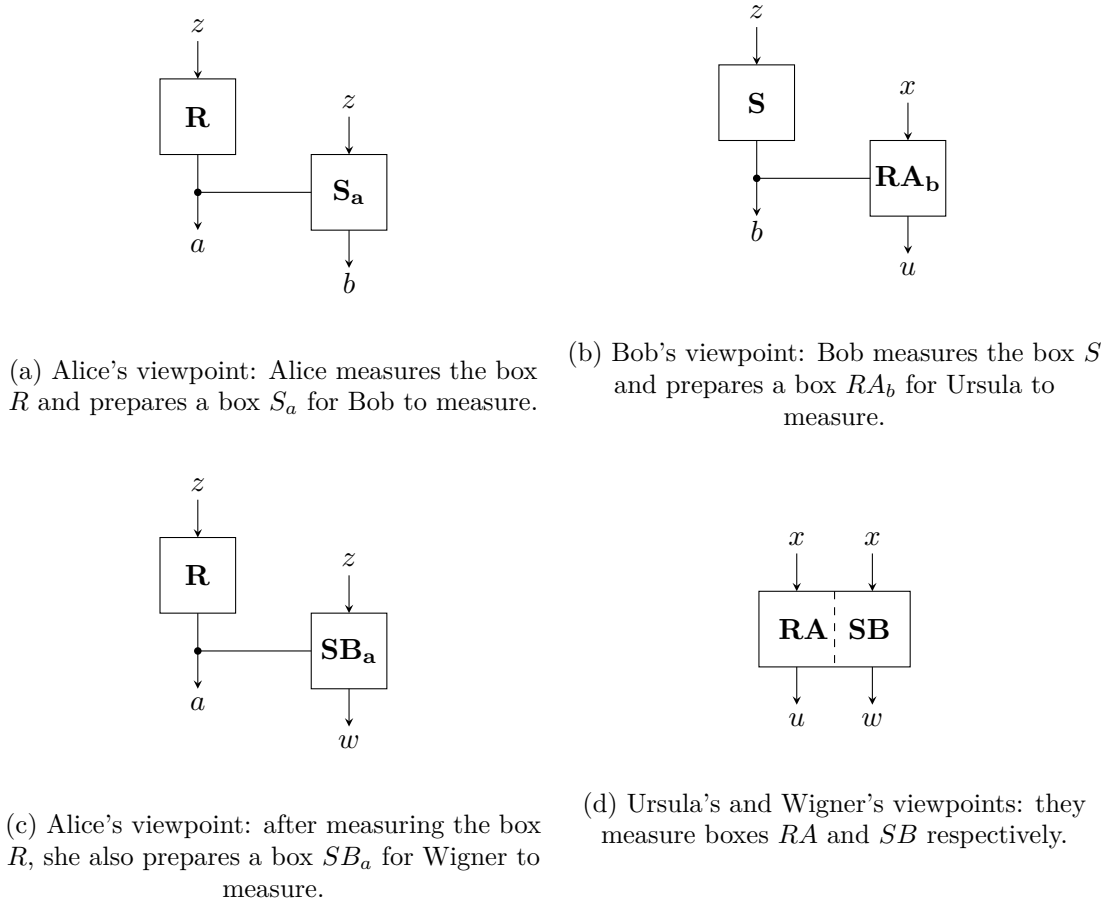 z
R
z
S_a
a
b
(a) Alice's viewpoint: Alice measures the box
R and prepares a box S_a for Bob to measure.
z
S
x
RA_b
b
u
(b) Bob's viewpoint: Bob measures the box S
and prepares a box RA_b for Ursula to
measure.
z
R
z
SB_a
a
w
(c) Alice's viewpoint: after measuring the box
R, she also prepares a box SB_a for Wigner to
measure.
x x
RA SB
u w
(d) Ursula's and Wigner's viewpoints: they
measure boxes RA and SB respectively.